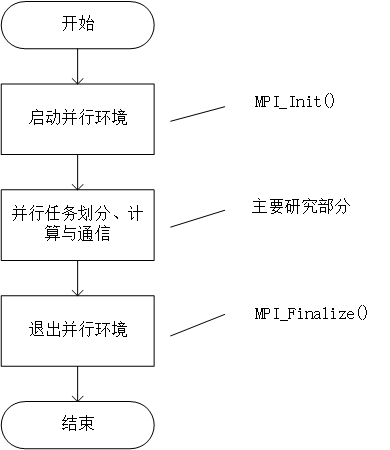 开始
启动并行环境
MPI_Init()
并行任务划分、计
算与通信
主要研究部分
退出并行环境
MPI_Finalize()
结束